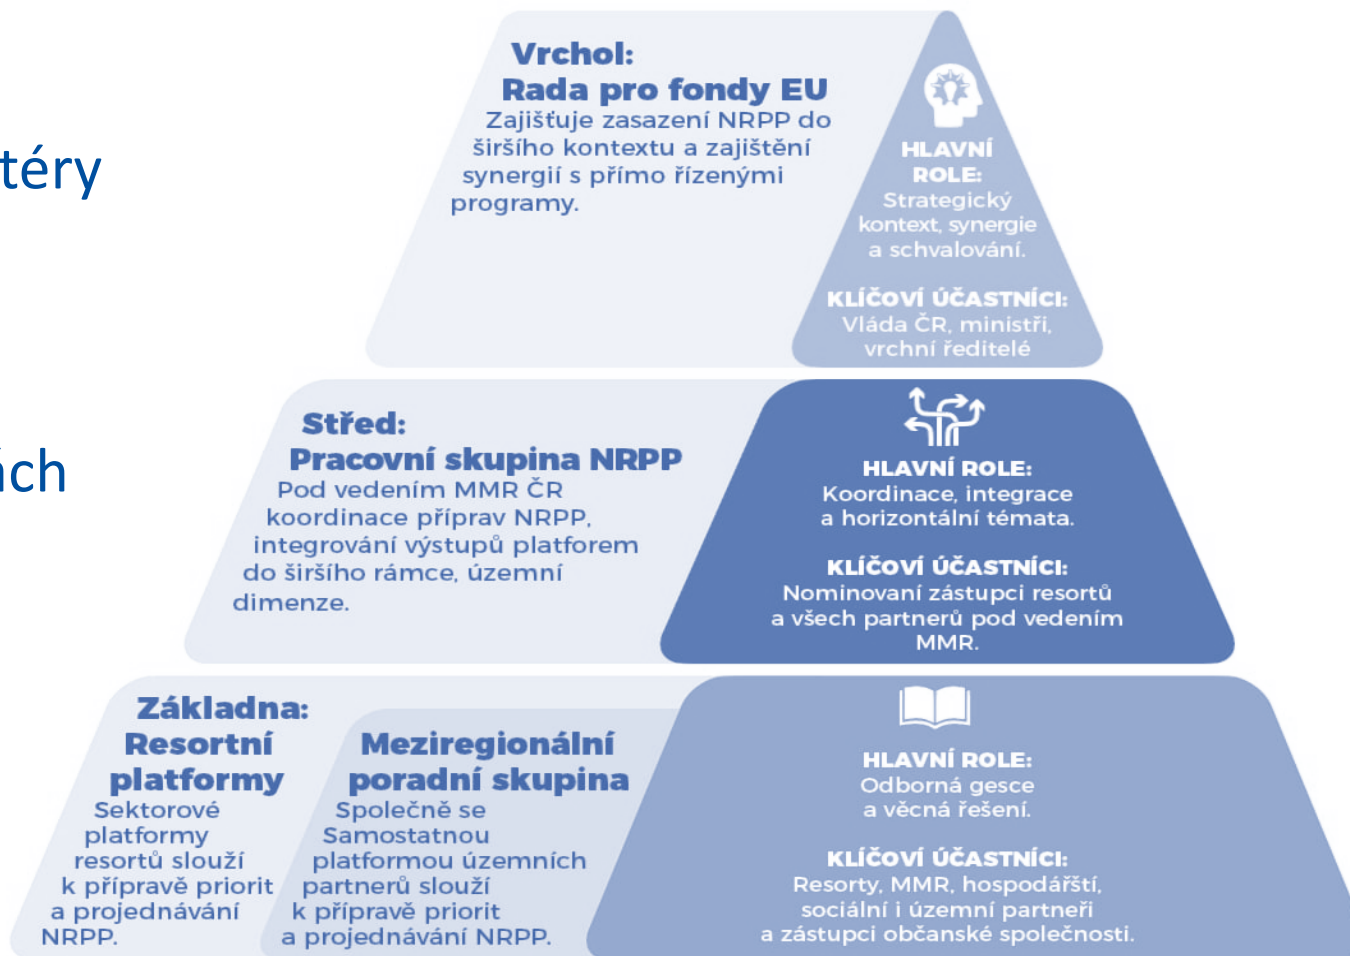 téry
ách
Vrchol:
Rada pro fondy EU
Zajišťuje zasazení NRPP do
širšího kontextu a zajištění
synergií s přímo řízenými
programy.
HLAVNÍ
ROLE:
Strategický
kontext, synergie
a schvalování.
KLÍČOVÍ ÚČASTNÍCI:
Vláda ČR, ministři,
vrchní ředitelé
Střed:
Pracovní skupina NRPP
Pod vedením MMR ČR
koordinace příprav NRPP,
integrování výstupů platforem
do širšího rámce, územní
dimenze.
HLAVNÍ ROLE:
Koordinace, integrace
a horizontální témata.
KLÍČOVÍ ÚČASTNÍCI:
Nominovaní zástupci resortů
a všech partnerů pod vedením
MMR.
Základna:
Resortní
platformy
Sektorové
platformy
resortů slouží
k přípravě priorit
a projednávání
NRPP.
Meziregionální
poradní skupina
Společně se
Samostatnou
platformou územních
partnerů slouží
k přípravě priorit
a projednávání NRPP.
HLAVNÍ ROLE:
Odborná gesce
a věcná řešení.
KLÍČOVÍ ÚČASTNÍCI:
Resorty, MMR, hospodářští,
sociální i územní partneři
a zástupci občanské společnosti.